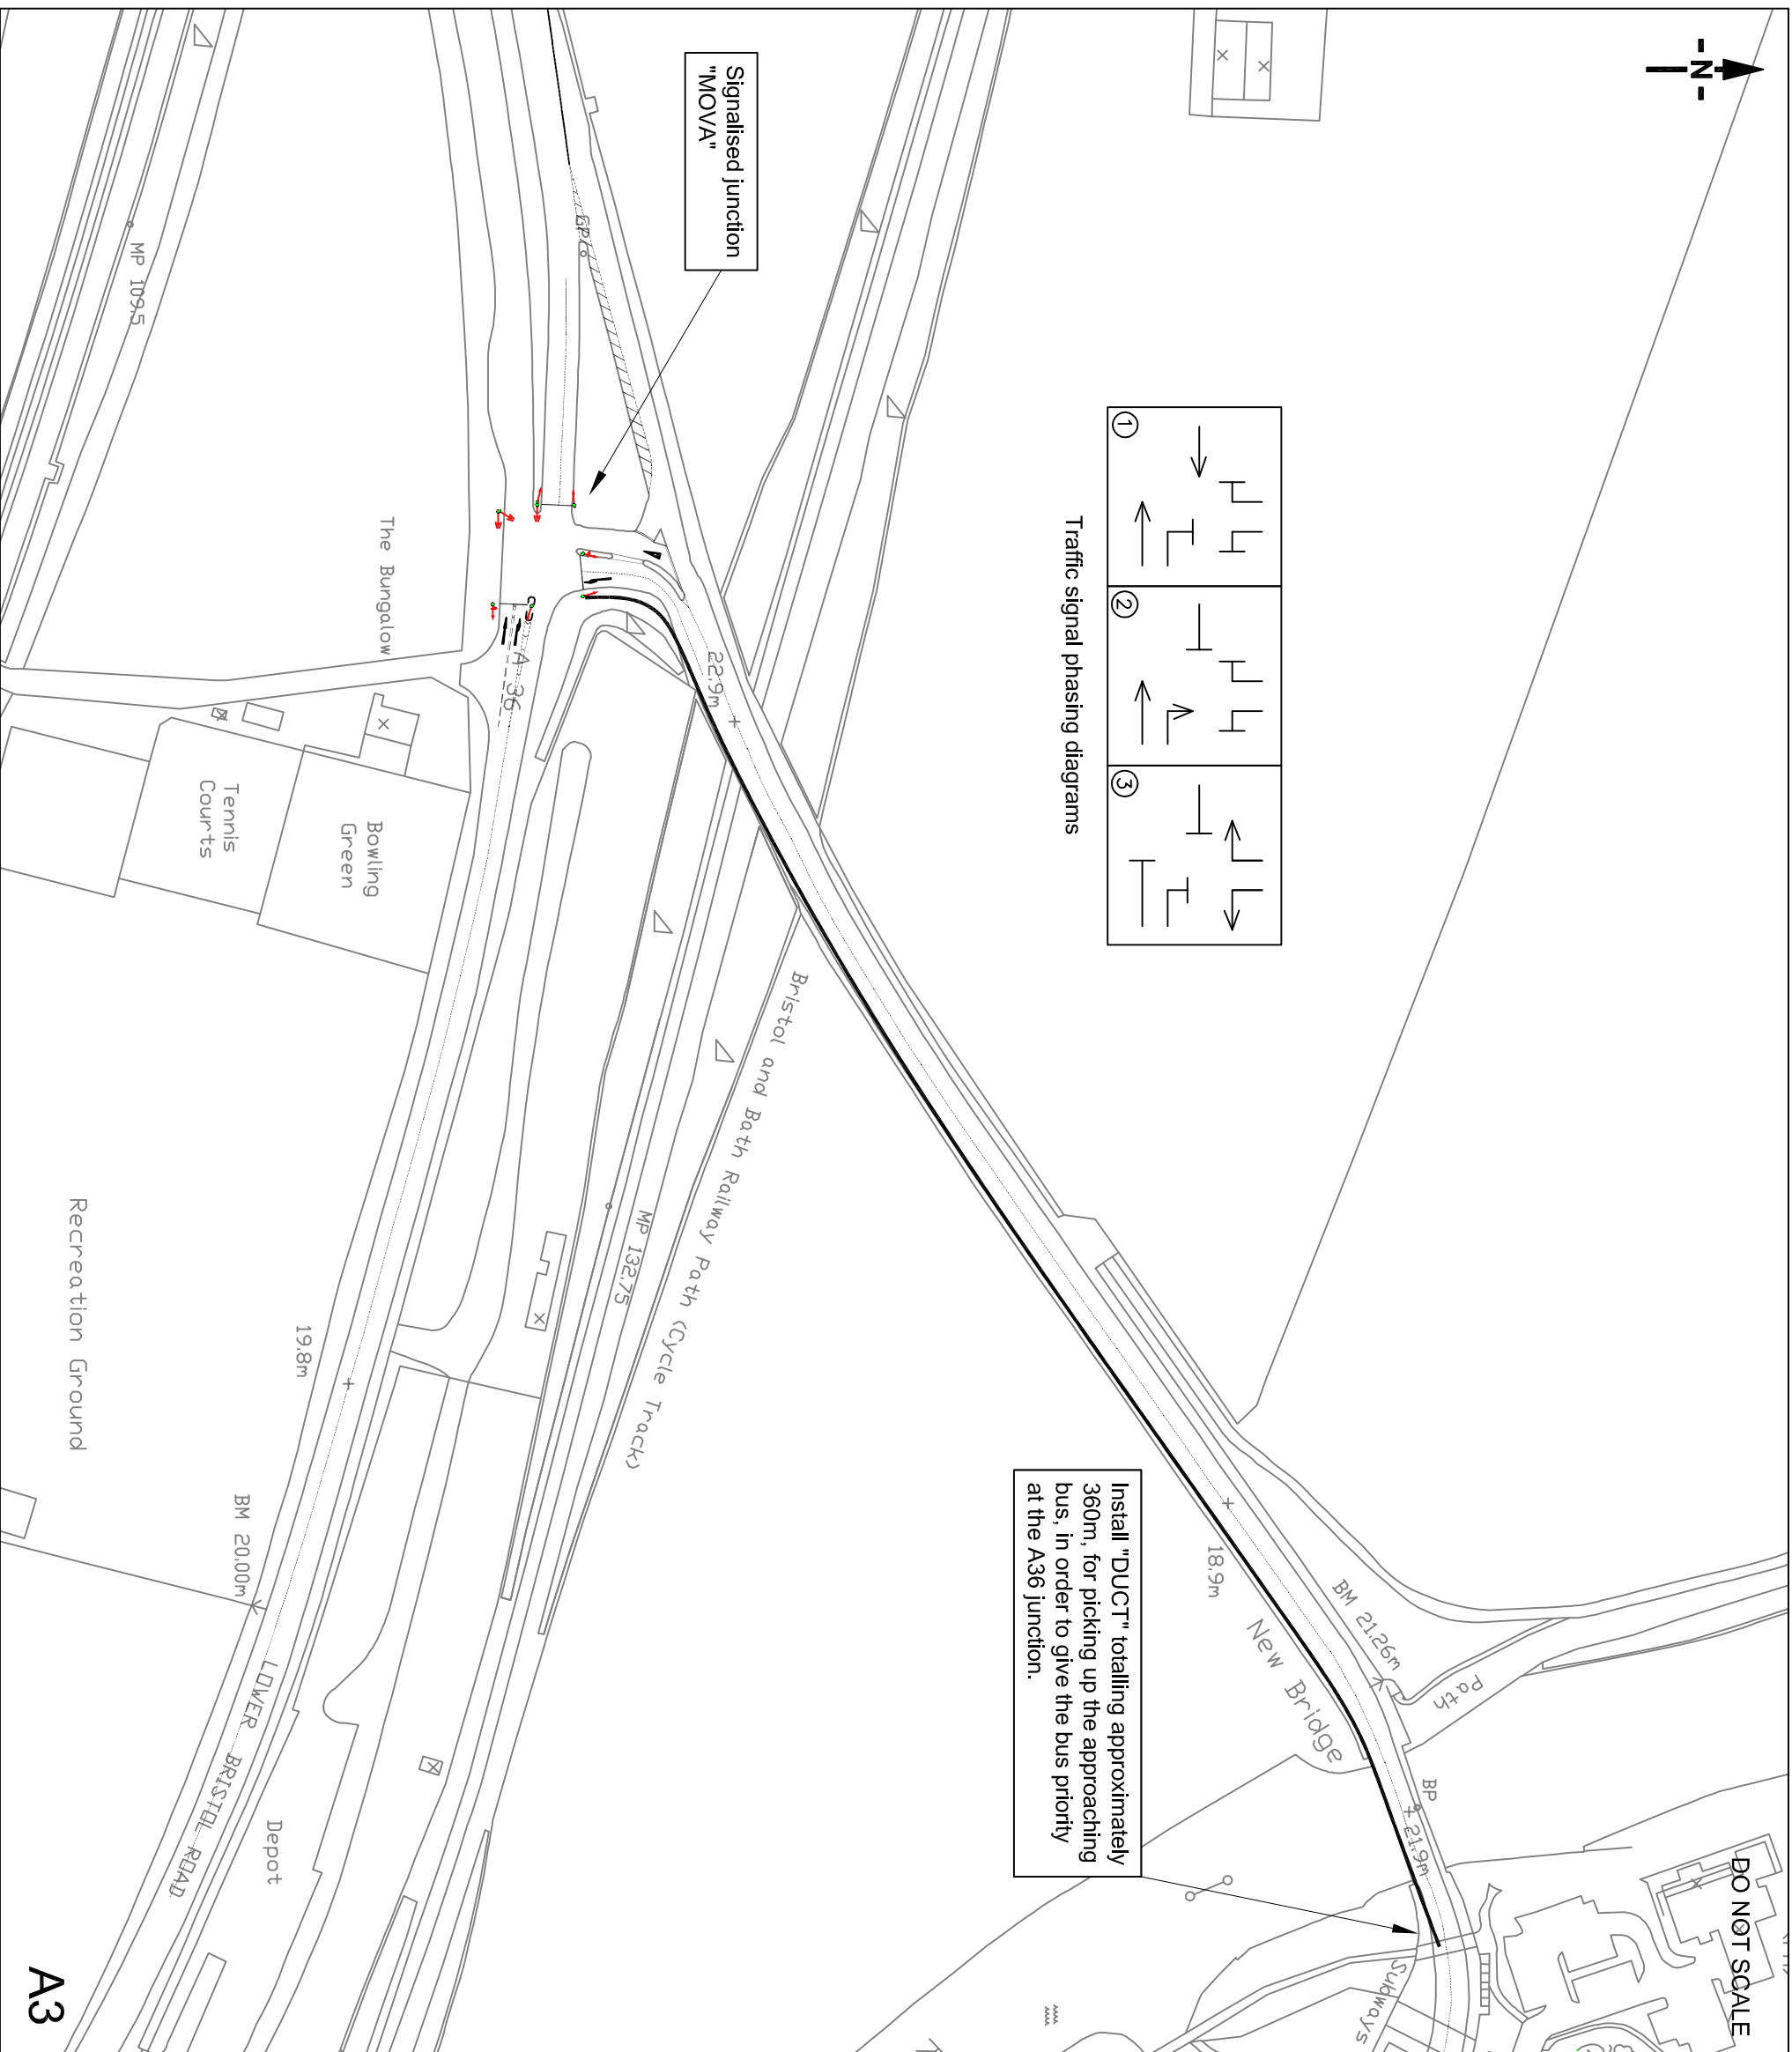 -N-
DO NOT SCALE
Signalised junction
"MOVA"
1
2
3
Traffic signal phasing diagrams
Install "DUCT" totalling approximately
360m, for picking up the approaching
bus, in order to give the bus priority
at the A36 junction.
GP
MP 109.5
The Bungalow
A 36
22.9m
Tennis
Courts
Bowling
Green
Bristol and Bath Railway Path (Cycle Track)
MP 132.75
Recreation Ground
19.8m
BM 20.00m
LOWER BRISTOL ROAD
Depot
18.9m
New Bridge
BM 21.26m
Path
BP
21.9m
Subways
A3